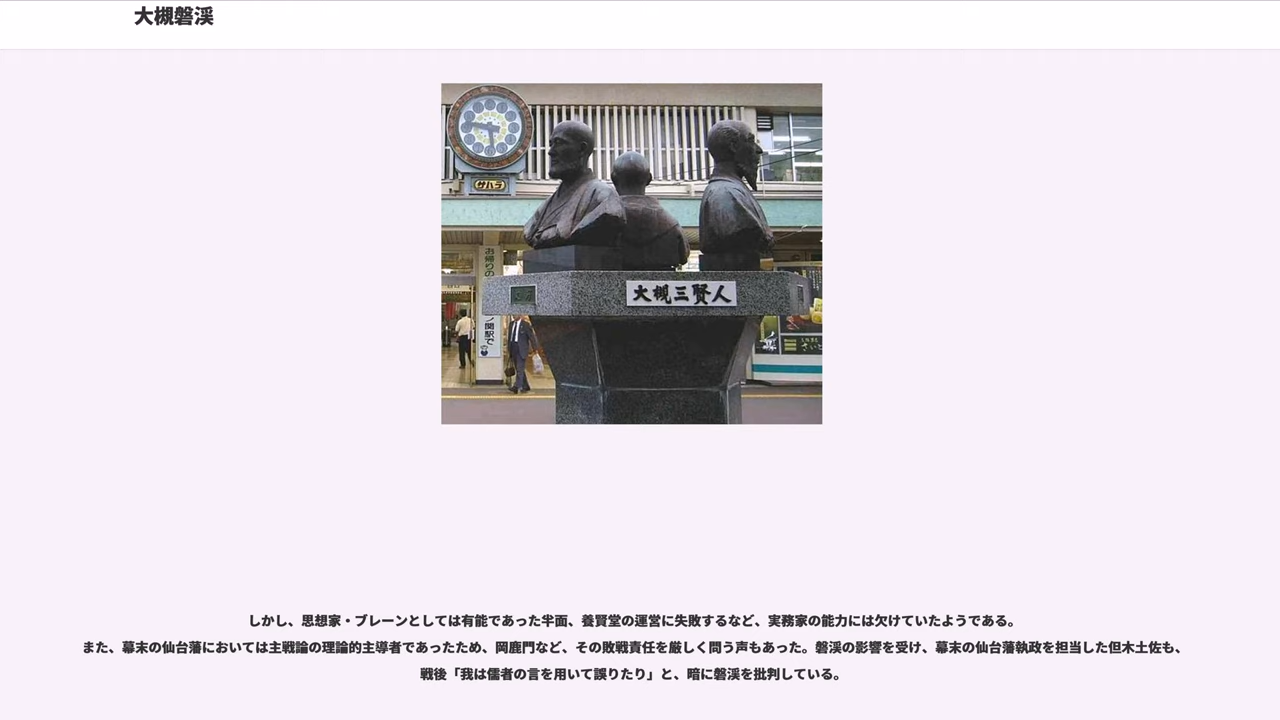 大槻磐渓
お帰りの
ノ関駅で
大槻三賢人
しかし、思想家・ブレーンとしては有能であった半面、養賢堂の運営に失敗するなど、実務家の能力には欠けていたようである。
また、幕末の仙台藩においては主戦論の理論的主導者であったため、岡鹿門など、その敗戦責任を厳しく問う声もあった。磐渓の影響を受け、幕末の仙台藩執政を担当した但木土佐も、
戦後「我は儒者の言を用いて誤りたり」と、暗に磐渓を批判している。